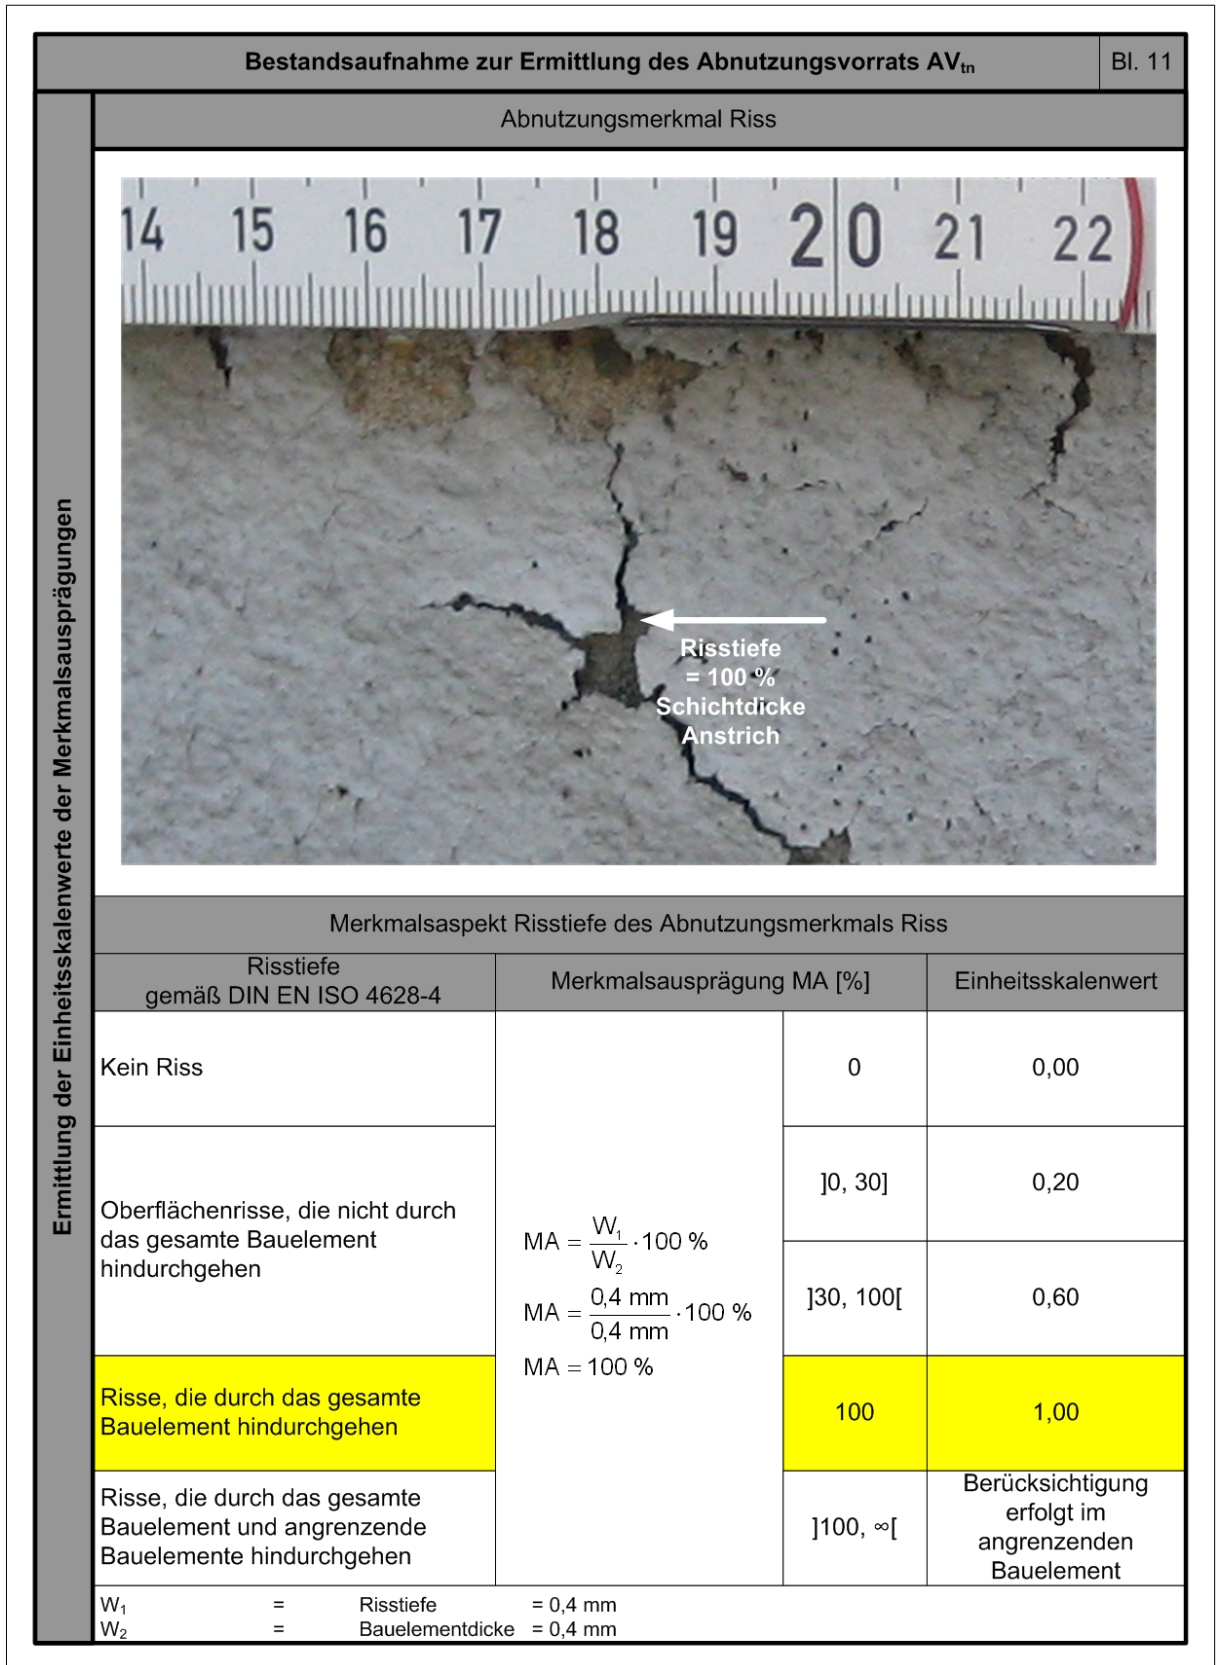 Bestandsaufnahme zur Ermittlung des Abnutzungsvorrats AVtn
Bl. 11
Ermittlung der Einheitsskalenwerte der Merkmalsausprägungen
Abnutzungsmerkmal Riss
14 15 16 17 18 19 20 21 22
Risstiefe
= 100 %
Schichtdicke
Anstrich
Merkmalsaspekt Risstiefe des Abnutzungsmerkmals Riss
Risstiefe
gemäß DIN EN ISO 4628-4
Merkmalsausprägung MA [%]
Einheitsskalenwert
Kein Riss
0
0,00
Oberflächenrisse, die nicht durch
das gesamte Bauelement
hindurchgehen
]0, 30]
0,20
]30, 100[
0,60
MA = W1 / W2 · 100 %
MA = 0,4 mm / 0,4 mm · 100 %
MA = 100 %
Risse, die durch das gesamte
Bauelement hindurchgehen
100
1,00
Risse, die durch das gesamte
Bauelement und angrenzende
Bauelemente hindurchgehen
]100, ∞[
Berücksichtigung
erfolgt im
angrenzenden
Bauelement
W1 = Risstiefe = 0,4 mm
W2 = Bauelementdicke = 0,4 mm